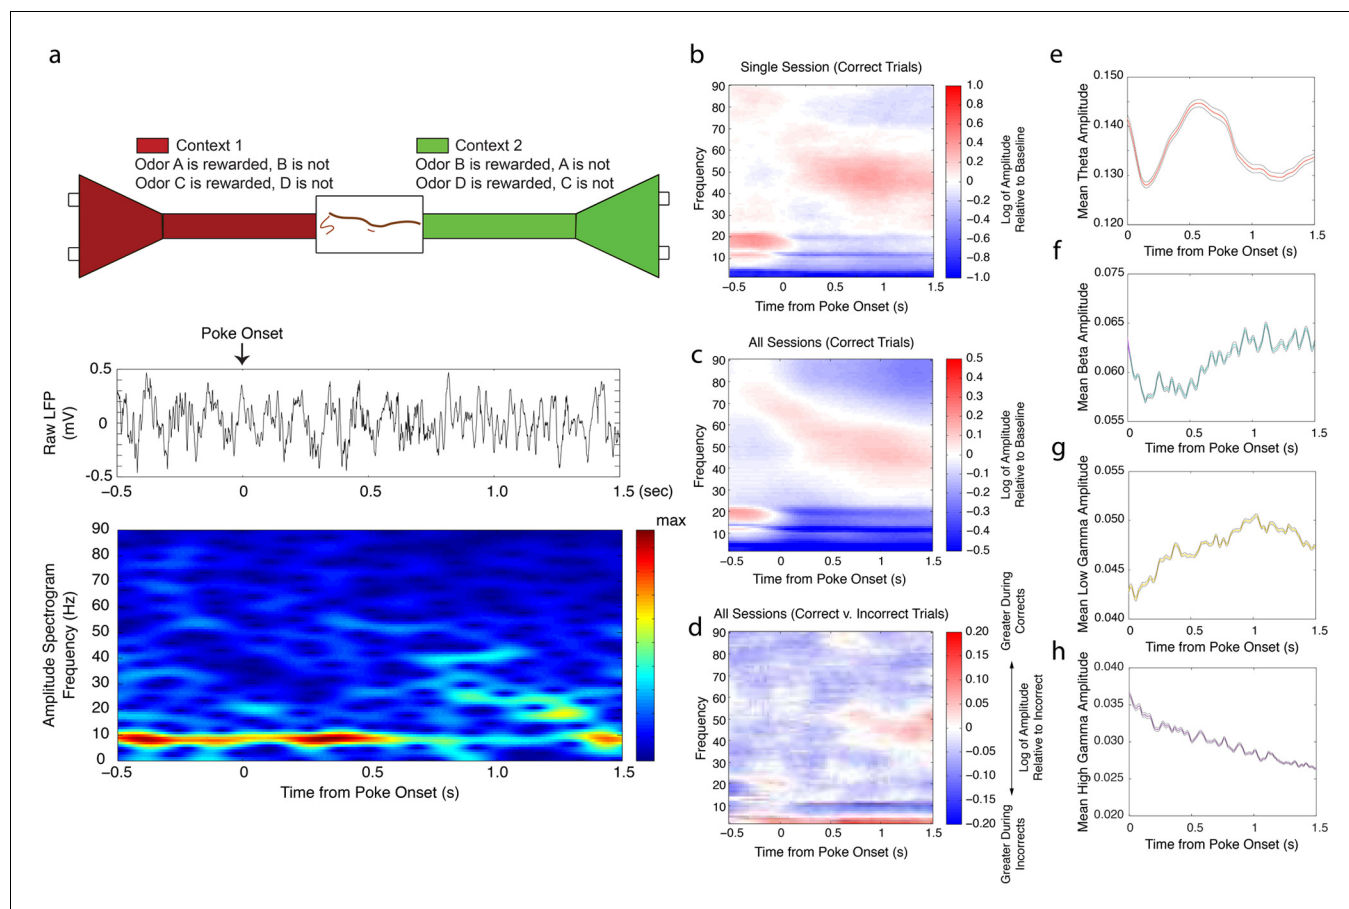 a
Context 1
Odor A is rewarded, B is not
Odor C is rewarded, D is not
Context 2
Odor B is rewarded, A is not
Odor D is rewarded, C is not
Poke Onset
Raw LFP
(mV)
0.5
0
−0.5
−0.5 0 0.5 1.0 1.5 (sec)
max
Amplitude Spectrogram
Frequency (Hz)
90
80
70
60
50
40
30
20
10
0
−0.5 0 0.5 1.0 1.5
Time from Poke Onset (s)
b
Single Session (Correct Trials)
Frequency
90
80
70
60
50
40
30
20
10
−0.5 0 0.5 1 1.5
Time from Poke Onset (s)
1.0
0.8
0.6
0.4
0.2
0
−0.2
−0.4
−0.6
−0.8
−1.0
Log of Amplitude
Relative to Baseline
c
All Sessions (Correct Trials)
Frequency
90
80
70
60
50
40
30
20
10
−0.5 0 0.5 1 1.5
Time from Poke Onset (s)
0.5
0.4
0.3
0.2
0.1
0
−0.1
−0.2
−0.3
−0.4
−0.5
Log of Amplitude
Relative to Baseline
d
All Sessions (Correct v. Incorrect Trials)
Frequency
90
80
70
60
50
40
30
20
10
−0.5 0 0.5 1 1.5
Time from Poke Onset (s)
0.20
0.15
0.10
0.05
0
−0.05
−0.10
−0.15
−0.20
Greater During
Corrects
Log of Amplitude
Relative to Incorrect
Greater During
Incorrects
e
Mean Theta Amplitude
0.150
0.140
0.130
0.120
0 0.5 1.0 1.5
Time from Poke Onset (s)
f
Mean Beta Amplitude
0.075
0.065
0.060
0.055
0 0.5 1 1.5
Time from Poke Onset (s)
g
Mean Low Gamma Amplitude
0.055
0.050
0.045
0.040
0 0.5 1 1.5
Time from Poke Onset (s)
h
Mean High Gamma Amplitude
0.040
0.035
0.030
0.025
0.020
0 0.5 1 1.5
Time from Poke Onset (s)